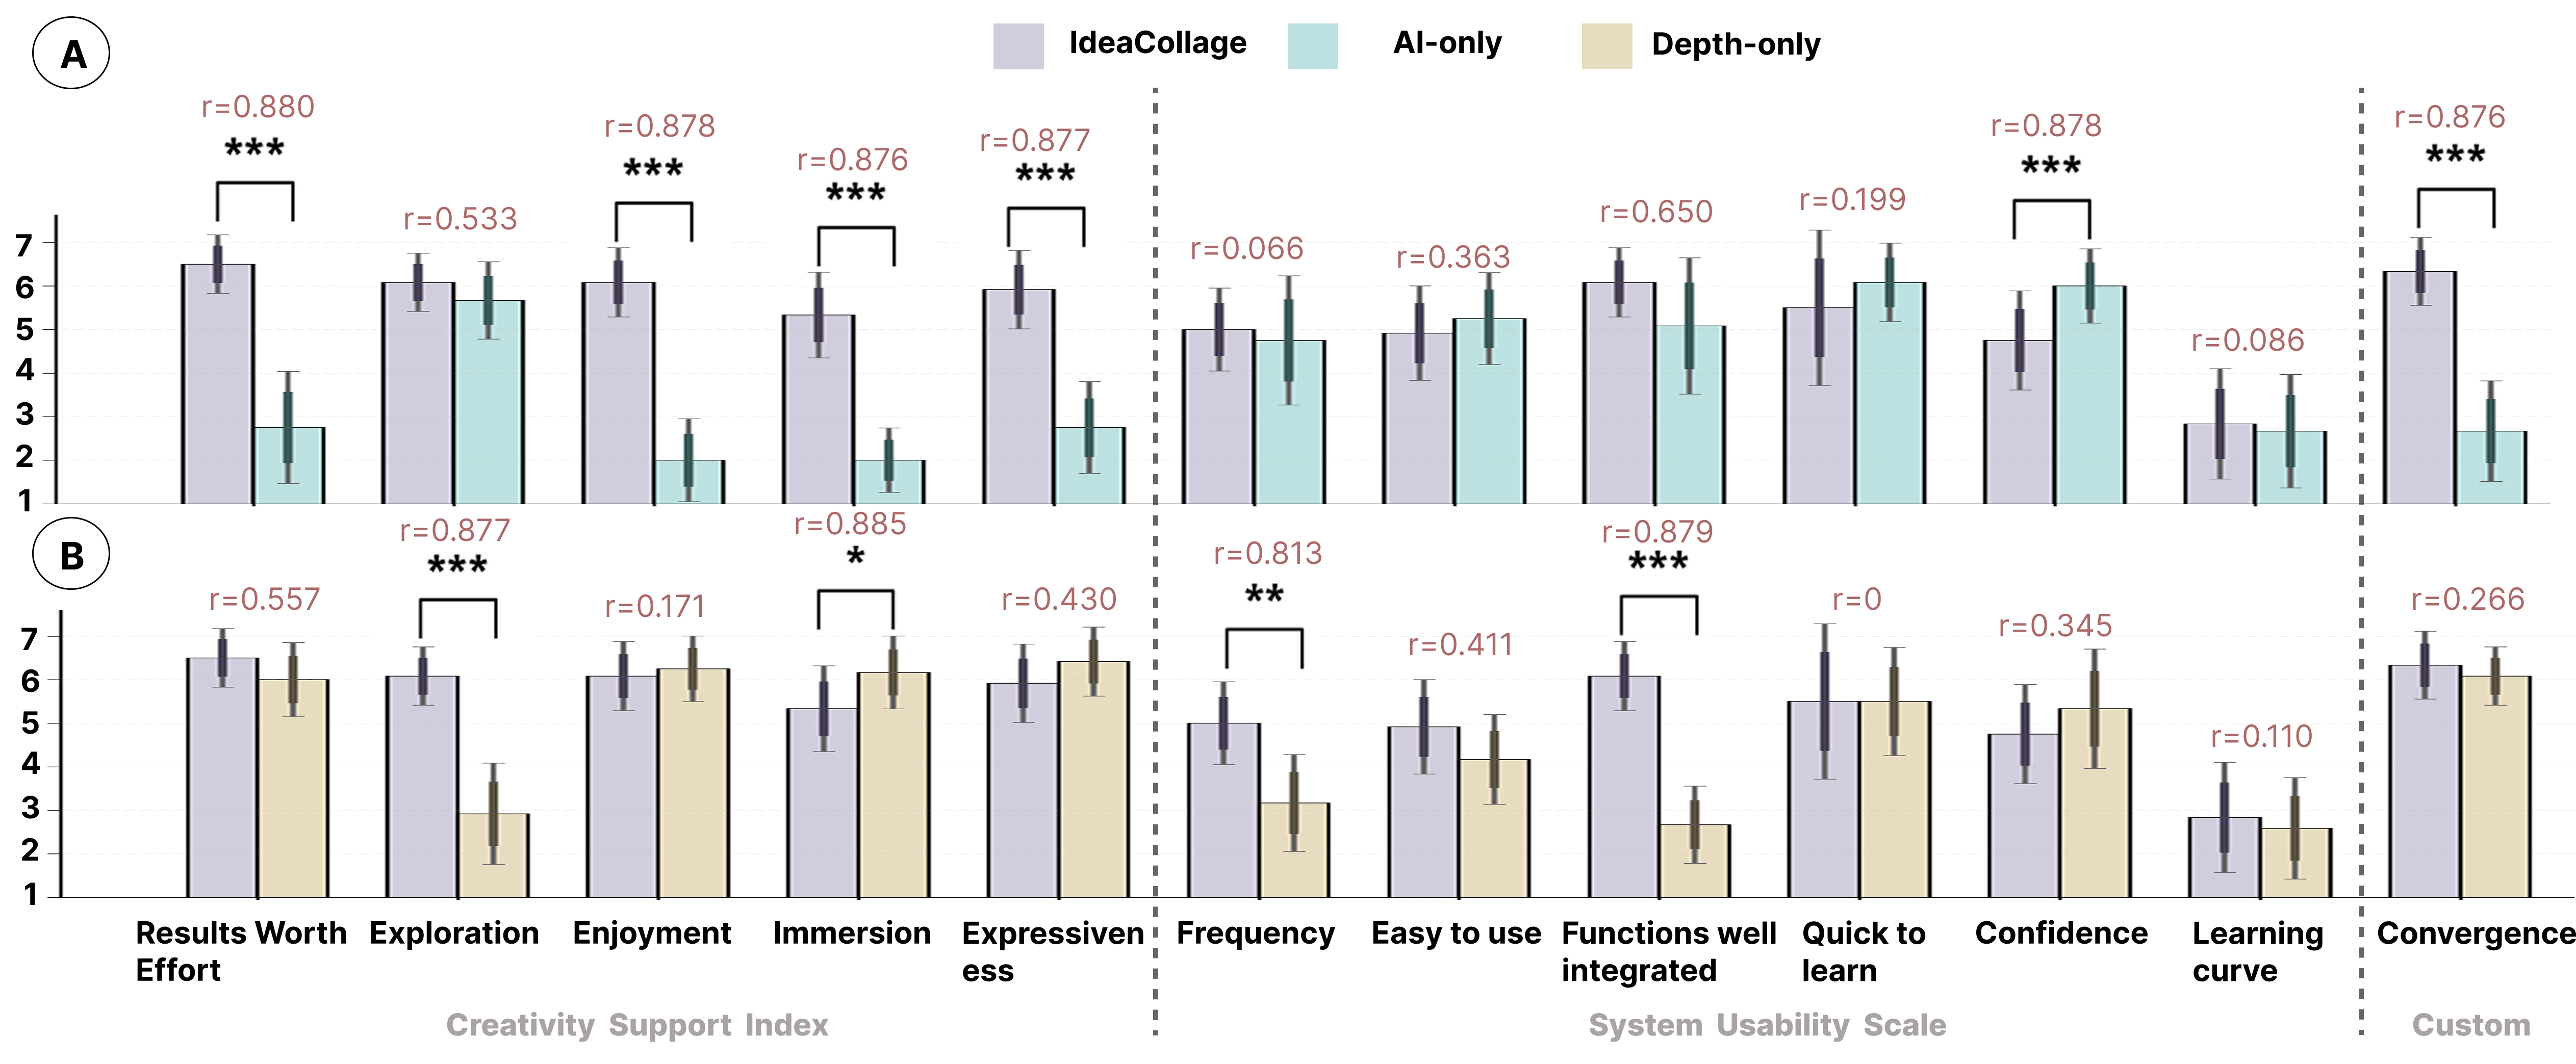 A
IdeaCollage AI-only Depth-only
r=0.880 *** r=0.533 r=0.878 *** r=0.876 *** r=0.877 *** r=0.066 r=0.363 r=0.650 r=0.199 r=0.878 *** r=0.086 r=0.876 ***
7
6
5
4
3
2
1
B
r=0.557 r=0.877 *** r=0.171 r=0.885 * r=0.430 r=0.813 ** r=0.411 r=0.879 *** r=0 r=0.345 r=0.110 r=0.266
7
6
5
4
3
2
1
Results Worth
Effort
Exploration
Enjoyment
Immersion
Expressiven
ess
Frequency
Easy to use
Functions well
integrated
Quick to
learn
Confidence
Learning
curve
Convergence
Creativity Support Index
System Usability Scale
Custom